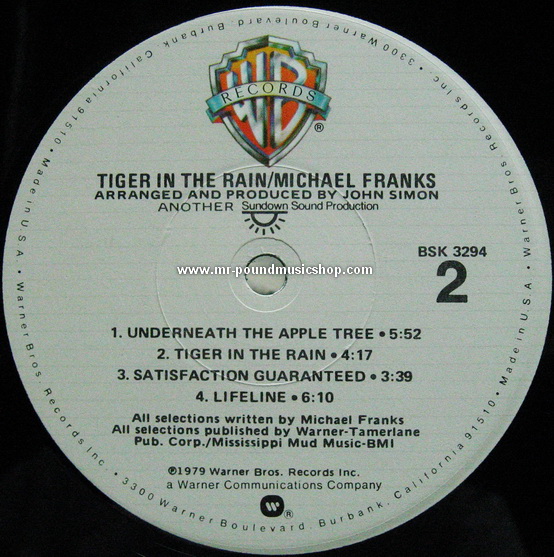 Made in U.S.A. • Warner Bros. Records Inc. • 3300 Warner Boulevard, Burbank, California 91510 • Made in U.S.A. • Warner Bros. Records Inc. • 3300 Warner Boulevard, Burbank, California 91510 •
WB
RECORDS
®
TIGER IN THE RAIN/MICHAEL FRANKS
ARRANGED AND PRODUCED BY JOHN SIMON
ANOTHER Sundown Sound Production
BSK 3294
2
www.mr-poundmusicshop.com
1. UNDERNEATH THE APPLE TREE • 5:52
2. TIGER IN THE RAIN • 4:17
3. SATISFACTION GUARANTEED • 3:39
4. LIFELINE • 6:10
All selections written by Michael Franks
All selections published by Warner-Tamerlane
Pub. Corp./Mississippi Mud Music-BMI
℗1979 Warner Bros. Records Inc.
a Warner Communications Company
W ®